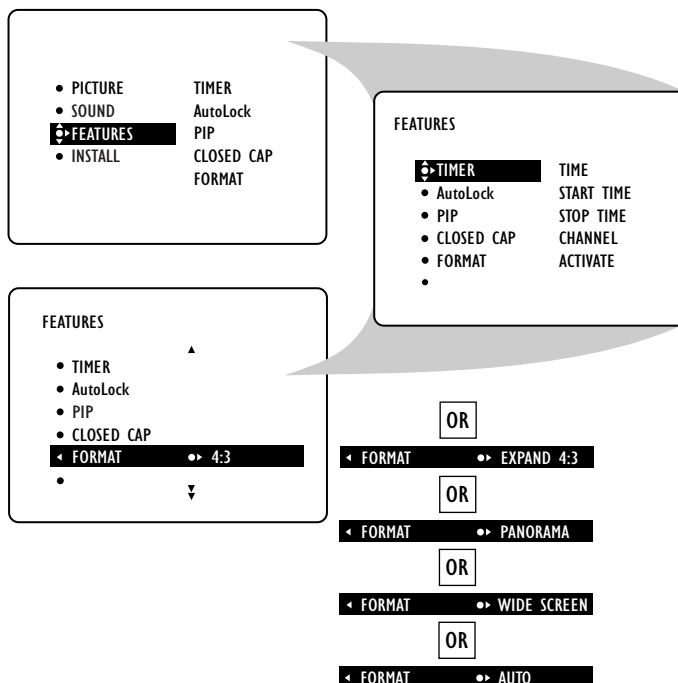 PICTURE TIMER
SOUND AutoLock
FEATURES PIP
INSTALL CLOSED CAP
FORMAT
FEATURES
TIMER TIME
AutoLock START TIME
PIP STOP TIME
CLOSED CAP CHANNEL
FORMAT ACTIVATE
FEATURES
TIMER
AutoLock
PIP
CLOSED CAP
FORMAT 4:3
OR
FORMAT EXPAND 4:3
OR
FORMAT PANORAMA
OR
FORMAT WIDE SCREEN
OR
FORMAT AUTO